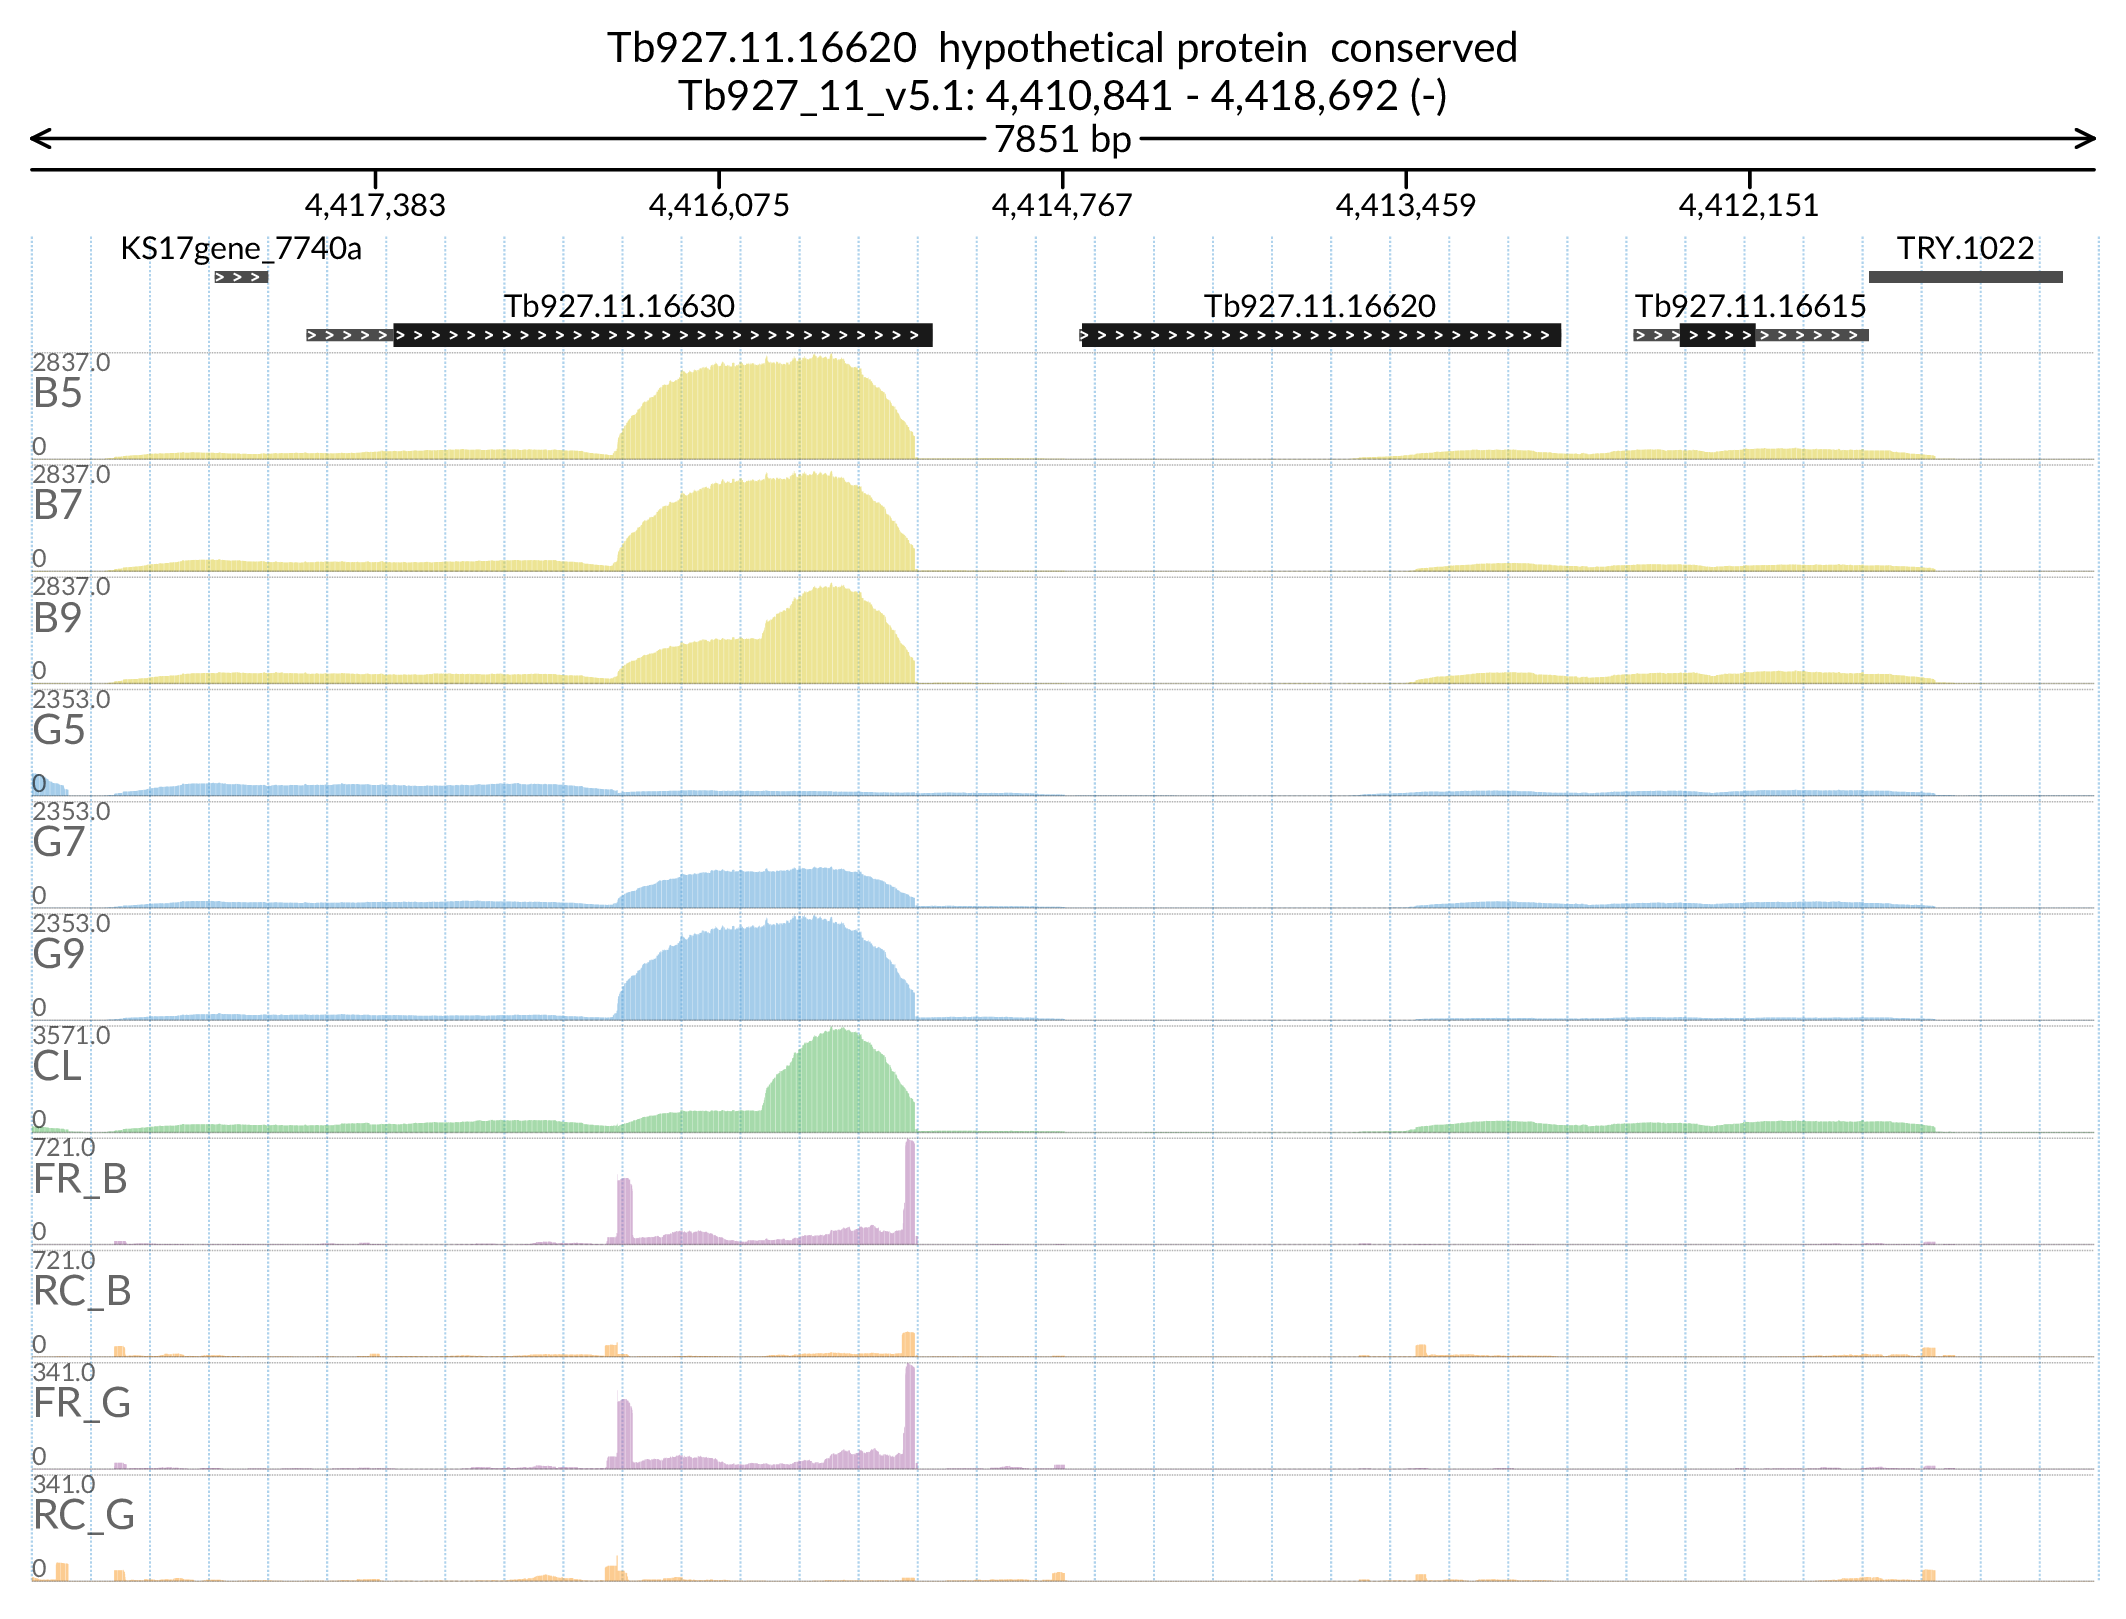 Tb927.11.16620 hypothetical protein conserved
Tb927_11_v5.1: 4,410,841 - 4,418,692 (-)
7851 bp
4,417,383 4,416,075 4,414,767 4,413,459 4,412,151
KS17gene_7740a TRY.1022
Tb927.11.16630 Tb927.11.16620 Tb927.11.16615
2837.0
B5
0
2837.0
B7
0
2837.0
B9
0
2353.0
G5
0
2353.0
G7
0
2353.0
G9
0
3571.0
CL
0
721.0
FR_B
0
721.0
RC_B
0
341.0
FR_G
0
341.0
RC_G
0